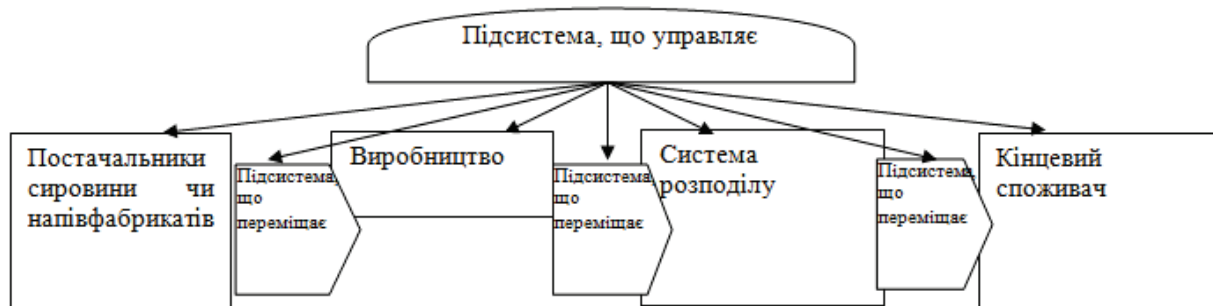 Підсистема, що управляє
Постачальники
сировини чи
напівфабрикатів
Підсистема,
що
переміщає
Виробництво
Підсистема,
що
переміщає
Система
розподілу
Підсистема,
що
переміщає
Кінцевий
споживач